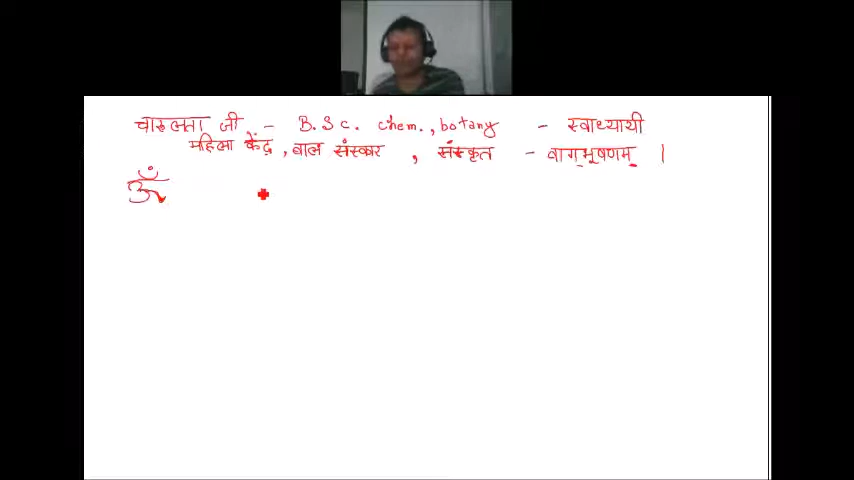 चारुलता जी - B.Sc. chem., botany - स्वाध्यायी
महिला केंद्र, बाल संस्कार, संस्कृत - वाग्भूषणम् |
ॐ